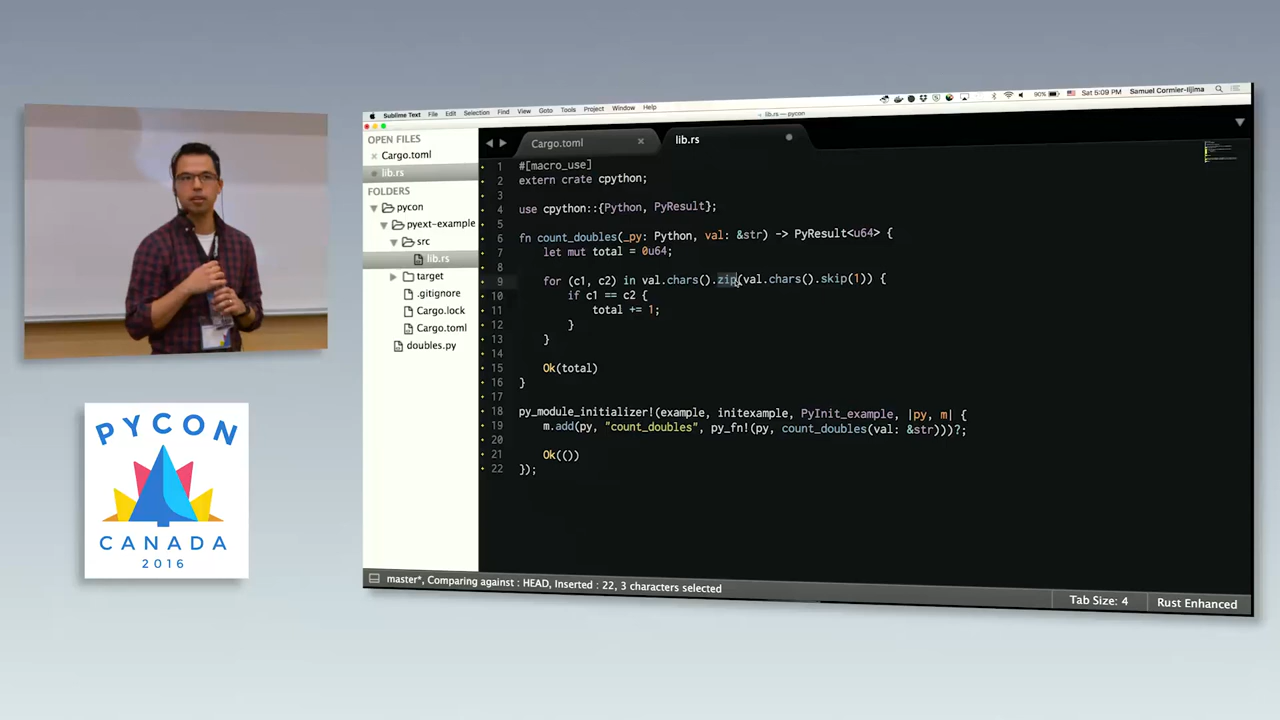 Sublime Text File Edit Selection Find View Goto Tools Project Window Help
90% Sat 5:09 PM Samuel Cormier-Iijima
lib.rs — pycon
OPEN FILES
Cargo.toml
lib.rs
FOLDERS
pycon
pyext-example
src
lib.rs
target
.gitignore
Cargo.lock
Cargo.toml
doubles.py
Cargo.toml
lib.rs
1 #[macro_use]
2 extern crate cpython;
3
4 use cpython::{Python, PyResult};
5
6 fn count_doubles(_py: Python, val: &str) -> PyResult<u64> {
7 let mut total = 0u64;
8
9 for (c1, c2) in val.chars().zip(val.chars().skip(1)) {
10 if c1 == c2 {
11 total += 1;
12 }
13 }
14
15 Ok(total)
16 }
17
18 py_module_initializer!(example, initexample, PyInit_example, |py, m| {
19 m.add(py, "count_doubles", py_fn!(py, count_doubles(val: &str)))?;
20
21 Ok(())
22 });
master*, Comparing against : HEAD, Inserted : 22, 3 characters selected
Tab Size: 4
Rust Enhanced
PYCON
CANADA
2016